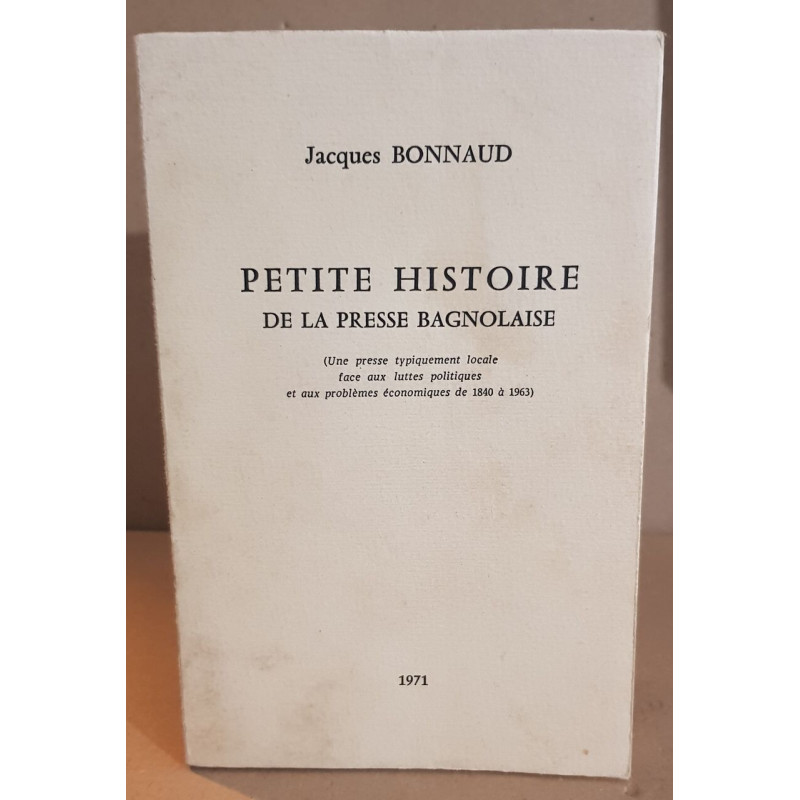 Jacques BONNAUD
PETITE HISTOIRE
DE LA PRESSE BAGNOLAISE
(Une presse typiquement locale
face aux luttes politiques
et aux problèmes économiques de 1840 à 1963)
1971